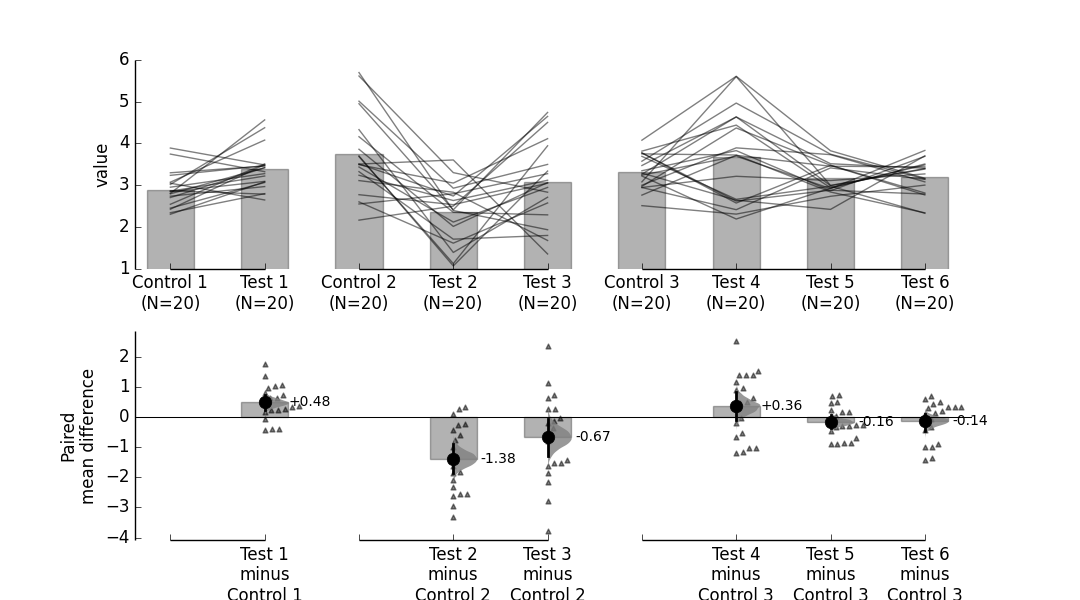 6
5
4
3
2
1
value
Control 1
(N=20)
Test 1
(N=20)
Control 2
(N=20)
Test 2
(N=20)
Test 3
(N=20)
Control 3
(N=20)
Test 4
(N=20)
Test 5
(N=20)
Test 6
(N=20)
2
1
0
−1
−2
−3
−4
Paired
mean difference
+0.48
-1.38
-0.67
+0.36
-0.16
-0.14
Test 1
minus
Control 1
Test 2
minus
Control 2
Test 3
minus
Control 2
Test 4
minus
Control 3
Test 5
minus
Control 3
Test 6
minus
Control 3